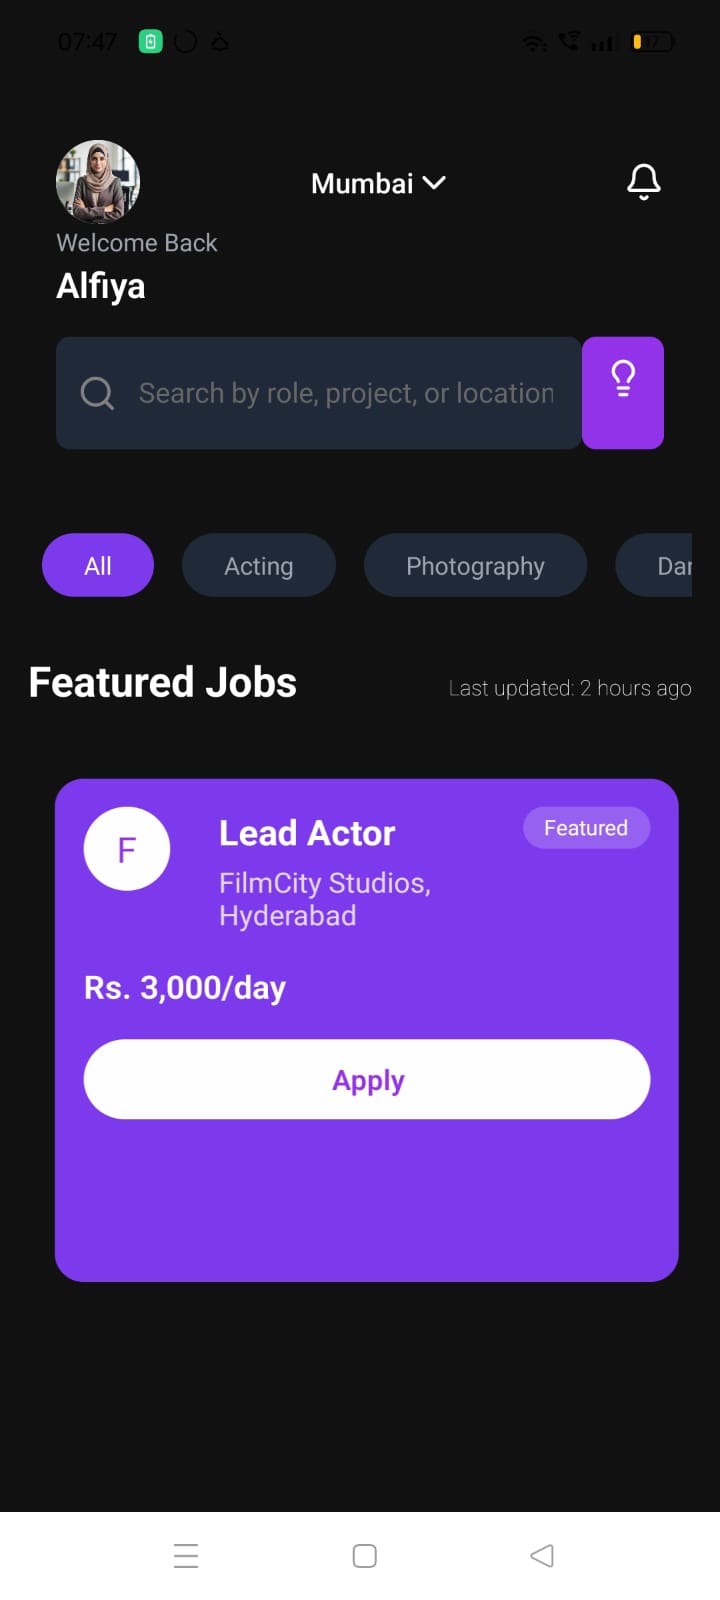 07:47
17
Mumbai
Welcome Back
Alfiya
Search by role, project, or location
All
Acting
Photography
Dan
Featured Jobs
Last updated: 2 hours ago
F
Lead Actor
Featured
FilmCity Studios,
Hyderabad
Rs. 3,000/day
Apply